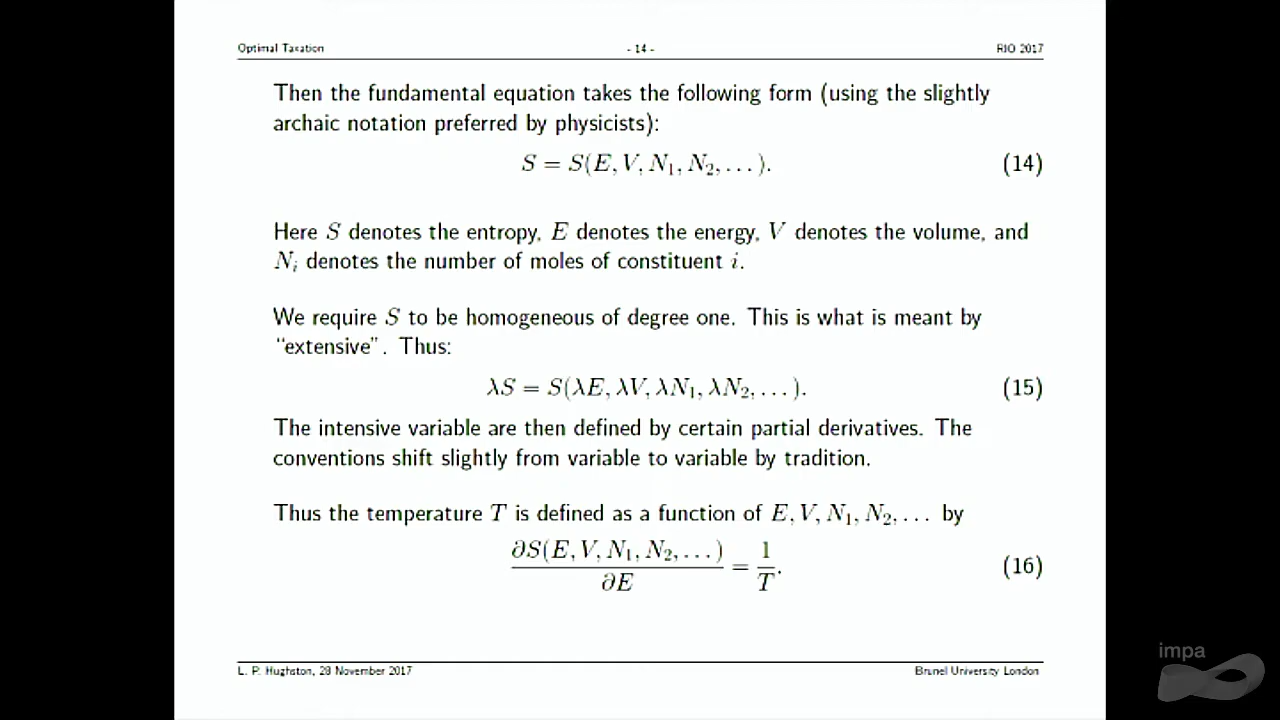 Optimal Taxation - 14 - RIO 2017
Then the fundamental equation takes the following form (using the slightly
archaic notation preferred by physicists):
S = S(E, V, N₁, N₂, . . . ). (14)
Here S denotes the entropy, E denotes the energy, V denotes the volume, and
Nᵢ denotes the number of moles of constituent i.
We require S to be homogeneous of degree one. This is what is meant by
“extensive”. Thus:
λS = S(λE, λV, λN₁, λN₂, . . . ). (15)
The intensive variable are then defined by certain partial derivatives. The
conventions shift slightly from variable to variable by tradition.
Thus the temperature T is defined as a function of E, V, N₁, N₂, . . . by
∂S(E, V, N₁, N₂, . . . )/∂E = 1/T. (16)
L. P. Hughston, 28 November 2017 Brunel University London
impa